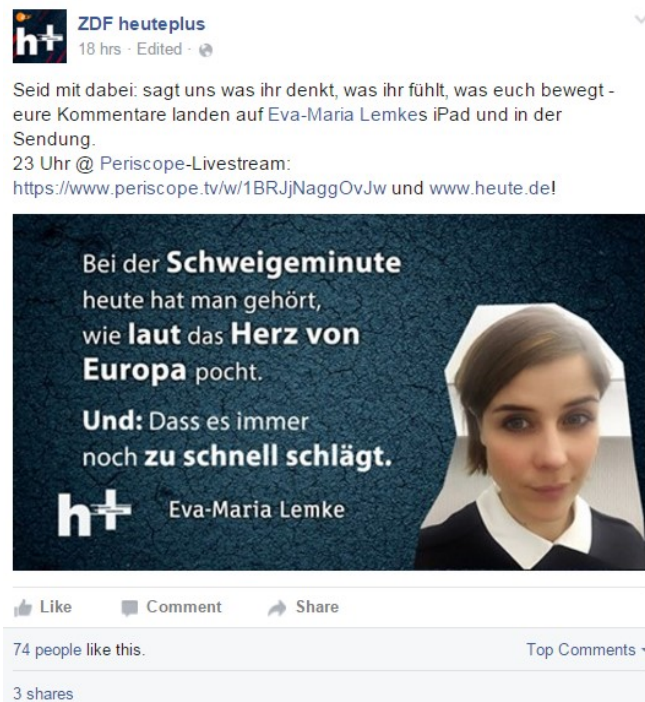 h+
ZDF heuteplus
18 hrs · Edited ·
Seid mit dabei: sagt uns was ihr denkt, was ihr fühlt, was euch bewegt -
eure Kommentare landen auf Eva-Maria Lemkes iPad und in der
Sendung.
23 Uhr @ Periscope-Livestream:
https://www.periscope.tv/w/1BRJjNaggOvJw und www.heute.de!
Bei der Schweigeminute
heute hat man gehört,
wie laut das Herz von
Europa pocht.
Und: Dass es immer
noch zu schnell schlägt.
h+ Eva-Maria Lemke
Like Comment Share
74 people like this. Top Comments
3 shares